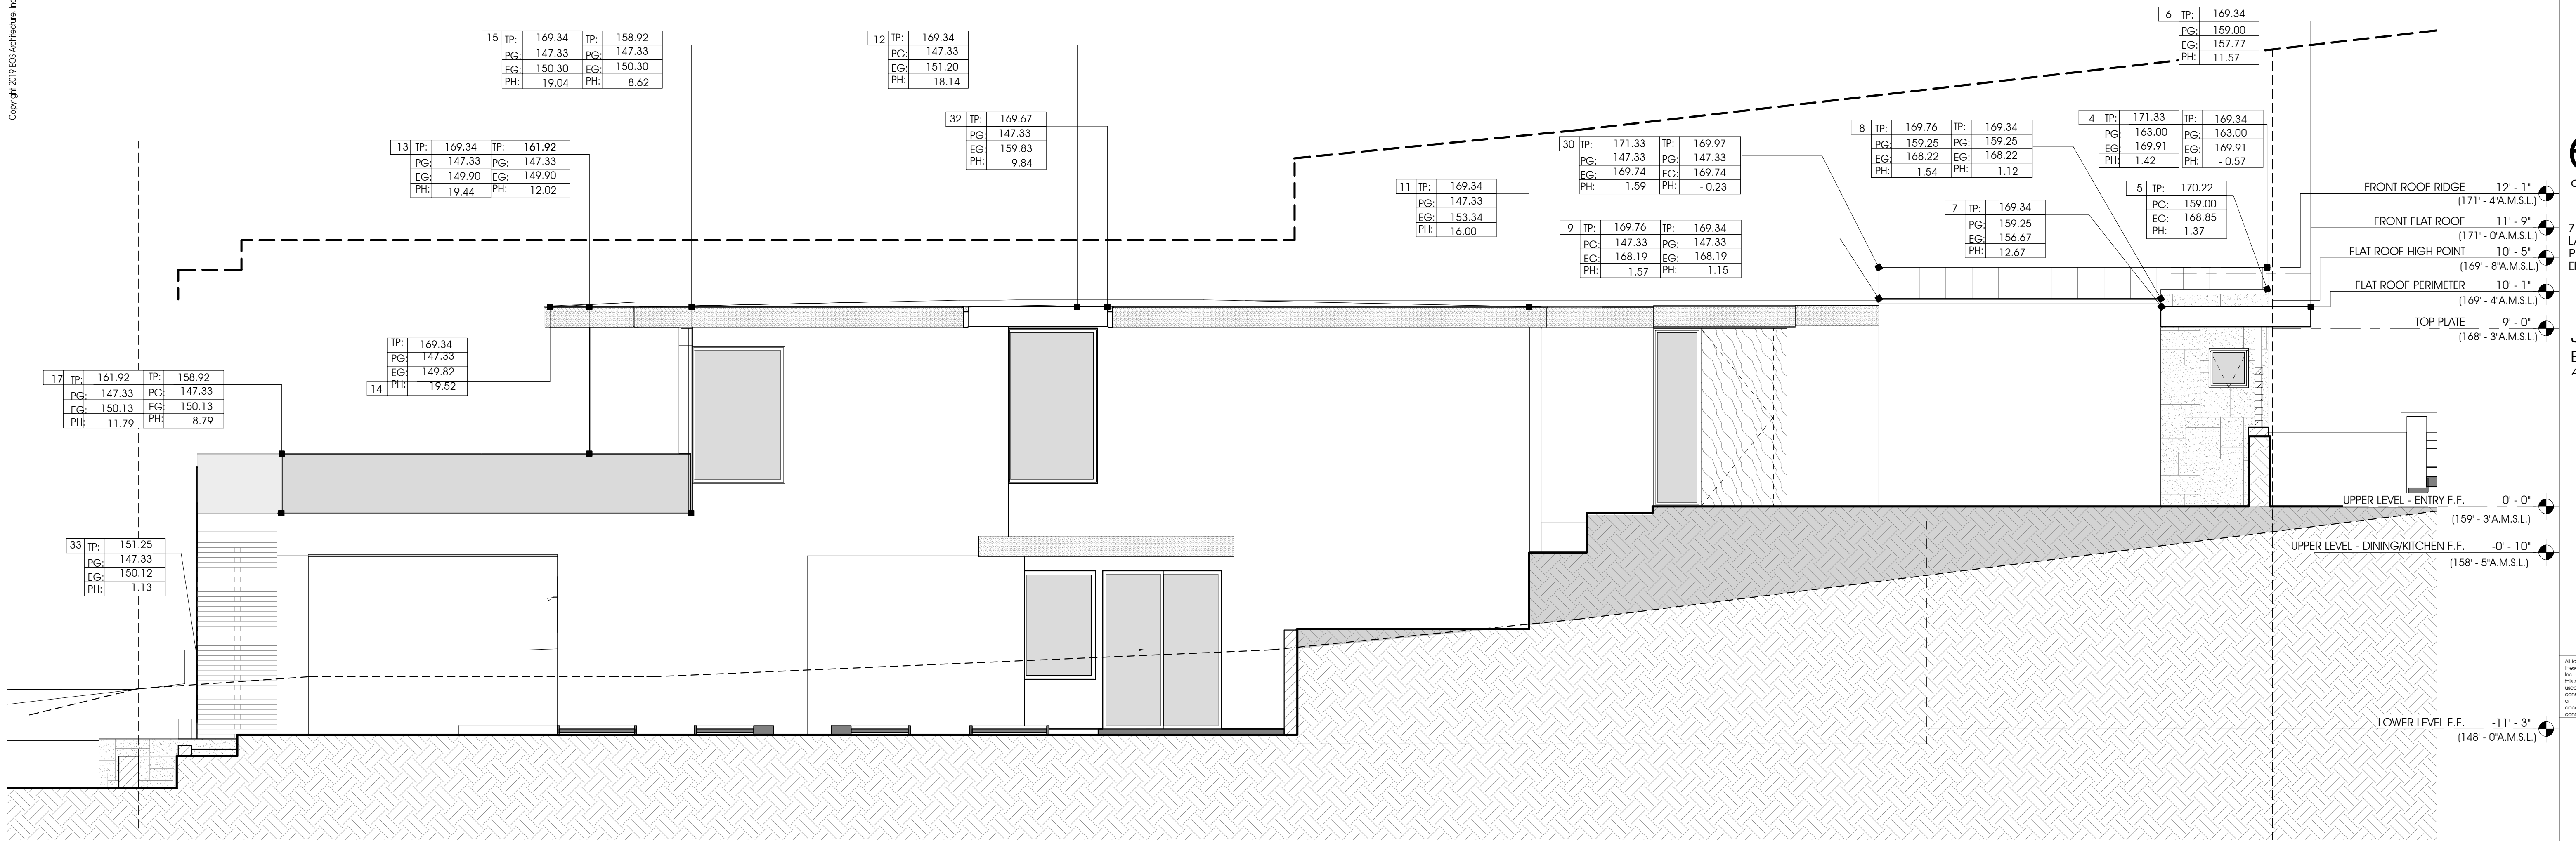 Copyright 2019 EOS Architecture, Inc
15 TP: 169.34 TP: 158.92
PG: 147.33 PG: 147.33
EG: 150.30 EG: 150.30
PH: 19.04 PH: 8.62
12 TP: 169.34
PG: 147.33
EG: 151.20
PH: 18.14
6 TP: 169.34
PG: 159.00
EG: 157.77
PH: 11.57
13 TP: 169.34 TP: 161.92
PG: 147.33 PG: 147.33
EG: 149.90 EG: 149.90
PH: 19.44 PH: 12.02
32 TP: 169.67
PG: 147.33
EG: 159.83
PH: 9.84
30 TP: 171.33 TP: 169.97
PG: 147.33 PG: 147.33
EG: 169.74 EG: 169.74
PH: 1.59 PH: - 0.23
8 TP: 169.76 TP: 169.34
PG: 159.25 PG: 159.25
EG: 168.22 EG: 168.22
PH: 1.54 PH: 1.12
4 TP: 171.33 TP: 169.34
PG: 163.00 PG: 163.00
EG: 169.91 EG: 169.91
PH: 1.42 PH: - 0.57
11 TP: 169.34
PG: 147.33
EG: 153.34
PH: 16.00
9 TP: 169.76 TP: 169.34
PG: 147.33 PG: 147.33
EG: 168.19 EG: 168.19
PH: 1.57 PH: 1.15
7 TP: 169.34
PG: 159.25
EG: 156.67
PH: 12.67
5 TP: 170.22
PG: 159.00
EG: 168.85
PH: 1.37
14 TP: 169.34
PG: 147.33
EG: 149.82
PH: 19.52
17 TP: 161.92 TP: 158.92
PG: 147.33 PG: 147.33
EG: 150.13 EG: 150.13
PH: 11.79 PH: 8.79
33 TP: 151.25
PG: 147.33
EG: 150.12
PH: 1.13
FRONT ROOF RIDGE 12' - 1"
(171' - 4"A.M.S.L.)
FRONT FLAT ROOF 11' - 9"
(171' - 0"A.M.S.L.)
FLAT ROOF HIGH POINT 10' - 5"
(169' - 8"A.M.S.L.)
FLAT ROOF PERIMETER 10' - 1"
(169' - 4"A.M.S.L.)
TOP PLATE 9' - 0"
(168' - 3"A.M.S.L.)
UPPER LEVEL - ENTRY F.F. 0' - 0"
(159' - 3"A.M.S.L.)
UPPER LEVEL - DINING/KITCHEN F.F. -0' - 10"
(158' - 5"A.M.S.L.)
LOWER LEVEL F.F. -11' - 3"
(148' - 0"A.M.S.L.)